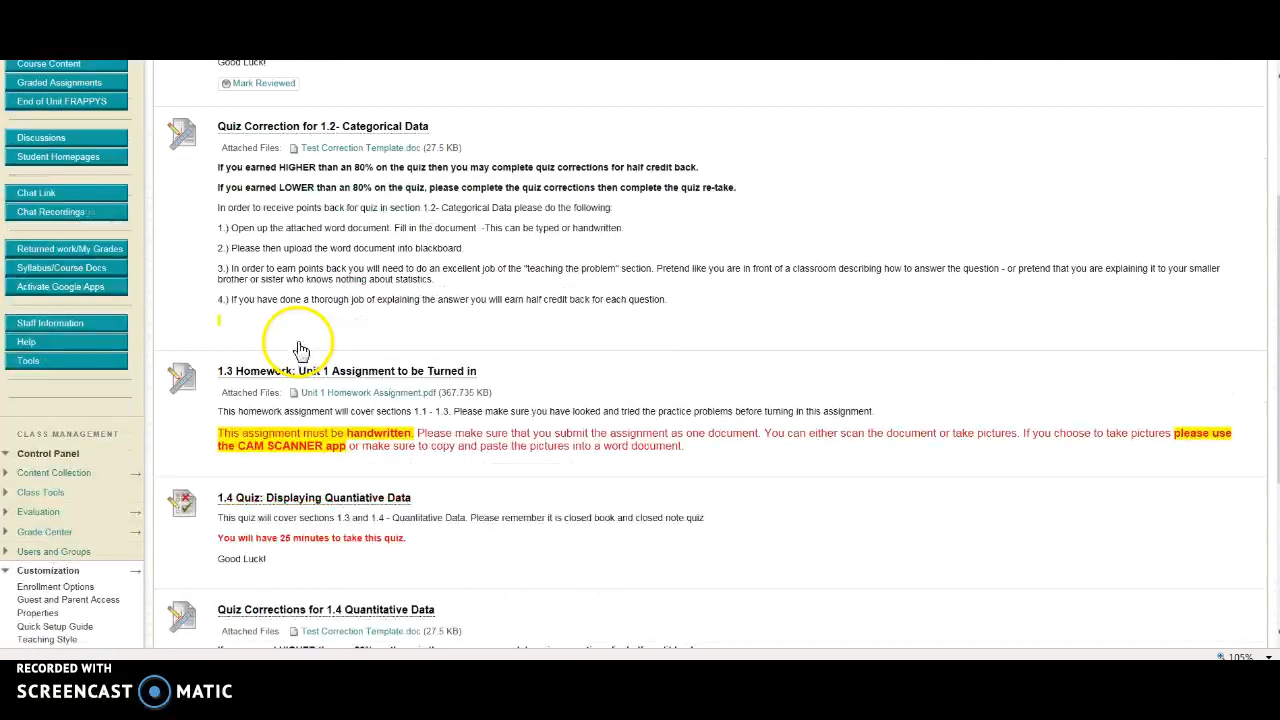 Course Content
Graded Assignments
End of Unit FRAPPYS
Discussions
Student Homepages
Chat Link
Chat Recordings
Returned work/My Grades
Syllabus/Course Docs
Activate Google Apps
Staff Information
Help
Tools
CLASS MANAGEMENT
Control Panel
Content Collection
Class Tools
Evaluation
Grade Center
Users and Groups
Customization
Enrollment Options
Guest and Parent Access
Properties
Quick Setup Guide
Teaching Style
Good Luck!
Mark Reviewed
Quiz Correction for 1.2- Categorical Data
Attached Files: Test Correction Template.doc (27.5 KB)
If you earned HIGHER than an 80% on the quiz then you may complete quiz corrections for half credit back.
If you earned LOWER than an 80% on the quiz, please complete the quiz corrections then complete the quiz re-take.
In order to receive points back for quiz in section 1.2- Categorical Data please do the following:
1.) Open up the attached word document. Fill in the document -This can be typed or handwritten.
2.) Please then upload the word document into blackboard
3.) In order to earn points back you will need to do an excellent job of the "teaching the problem" section. Pretend like you are in front of a classroom describing how to answer the question - or pretend that you are explaining it to your smaller
brother or sister who knows nothing about statistics.
4.) If you have done a thorough job of explaining the answer you will earn half credit back for each question.
1.3 Homework: Unit 1 Assignment to be Turned in
Attached Files: Unit 1 Homework Assignment.pdf (367.735 KB)
This homework assignment will cover sections 1.1 - 1.3. Please make sure you have looked and tried the practice problems before turning in this assignment.
This assignment must be handwritten. Please make sure that you submit the assignment as one document. You can either scan the document or take pictures. If you choose to take pictures please use
the CAM SCANNER app or make sure to copy and paste the pictures into a word document.
1.4 Quiz: Displaying Quantiative Data
This quiz will cover sections 1.3 and 1.4 - Quantitative Data. Please remember it is closed book and closed note quiz
You will have 25 minutes to take this quiz.
Good Luck!
Quiz Corrections for 1.4 Quantitative Data
Attached Files: Test Correction Template.doc (27.5 KB)
105%
RECORDED WITH
SCREENCAST MATIC